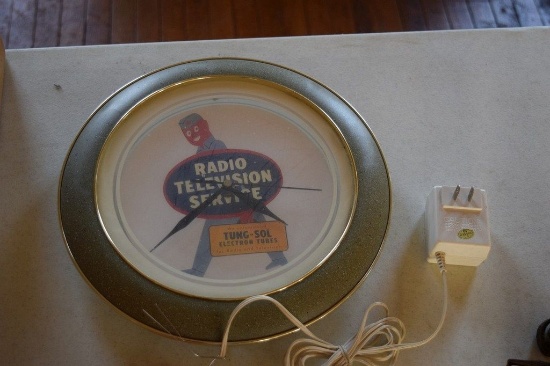 RADIO
TELEVISION
SERVICE
TUNG-SOL
ELECTRON TUBES